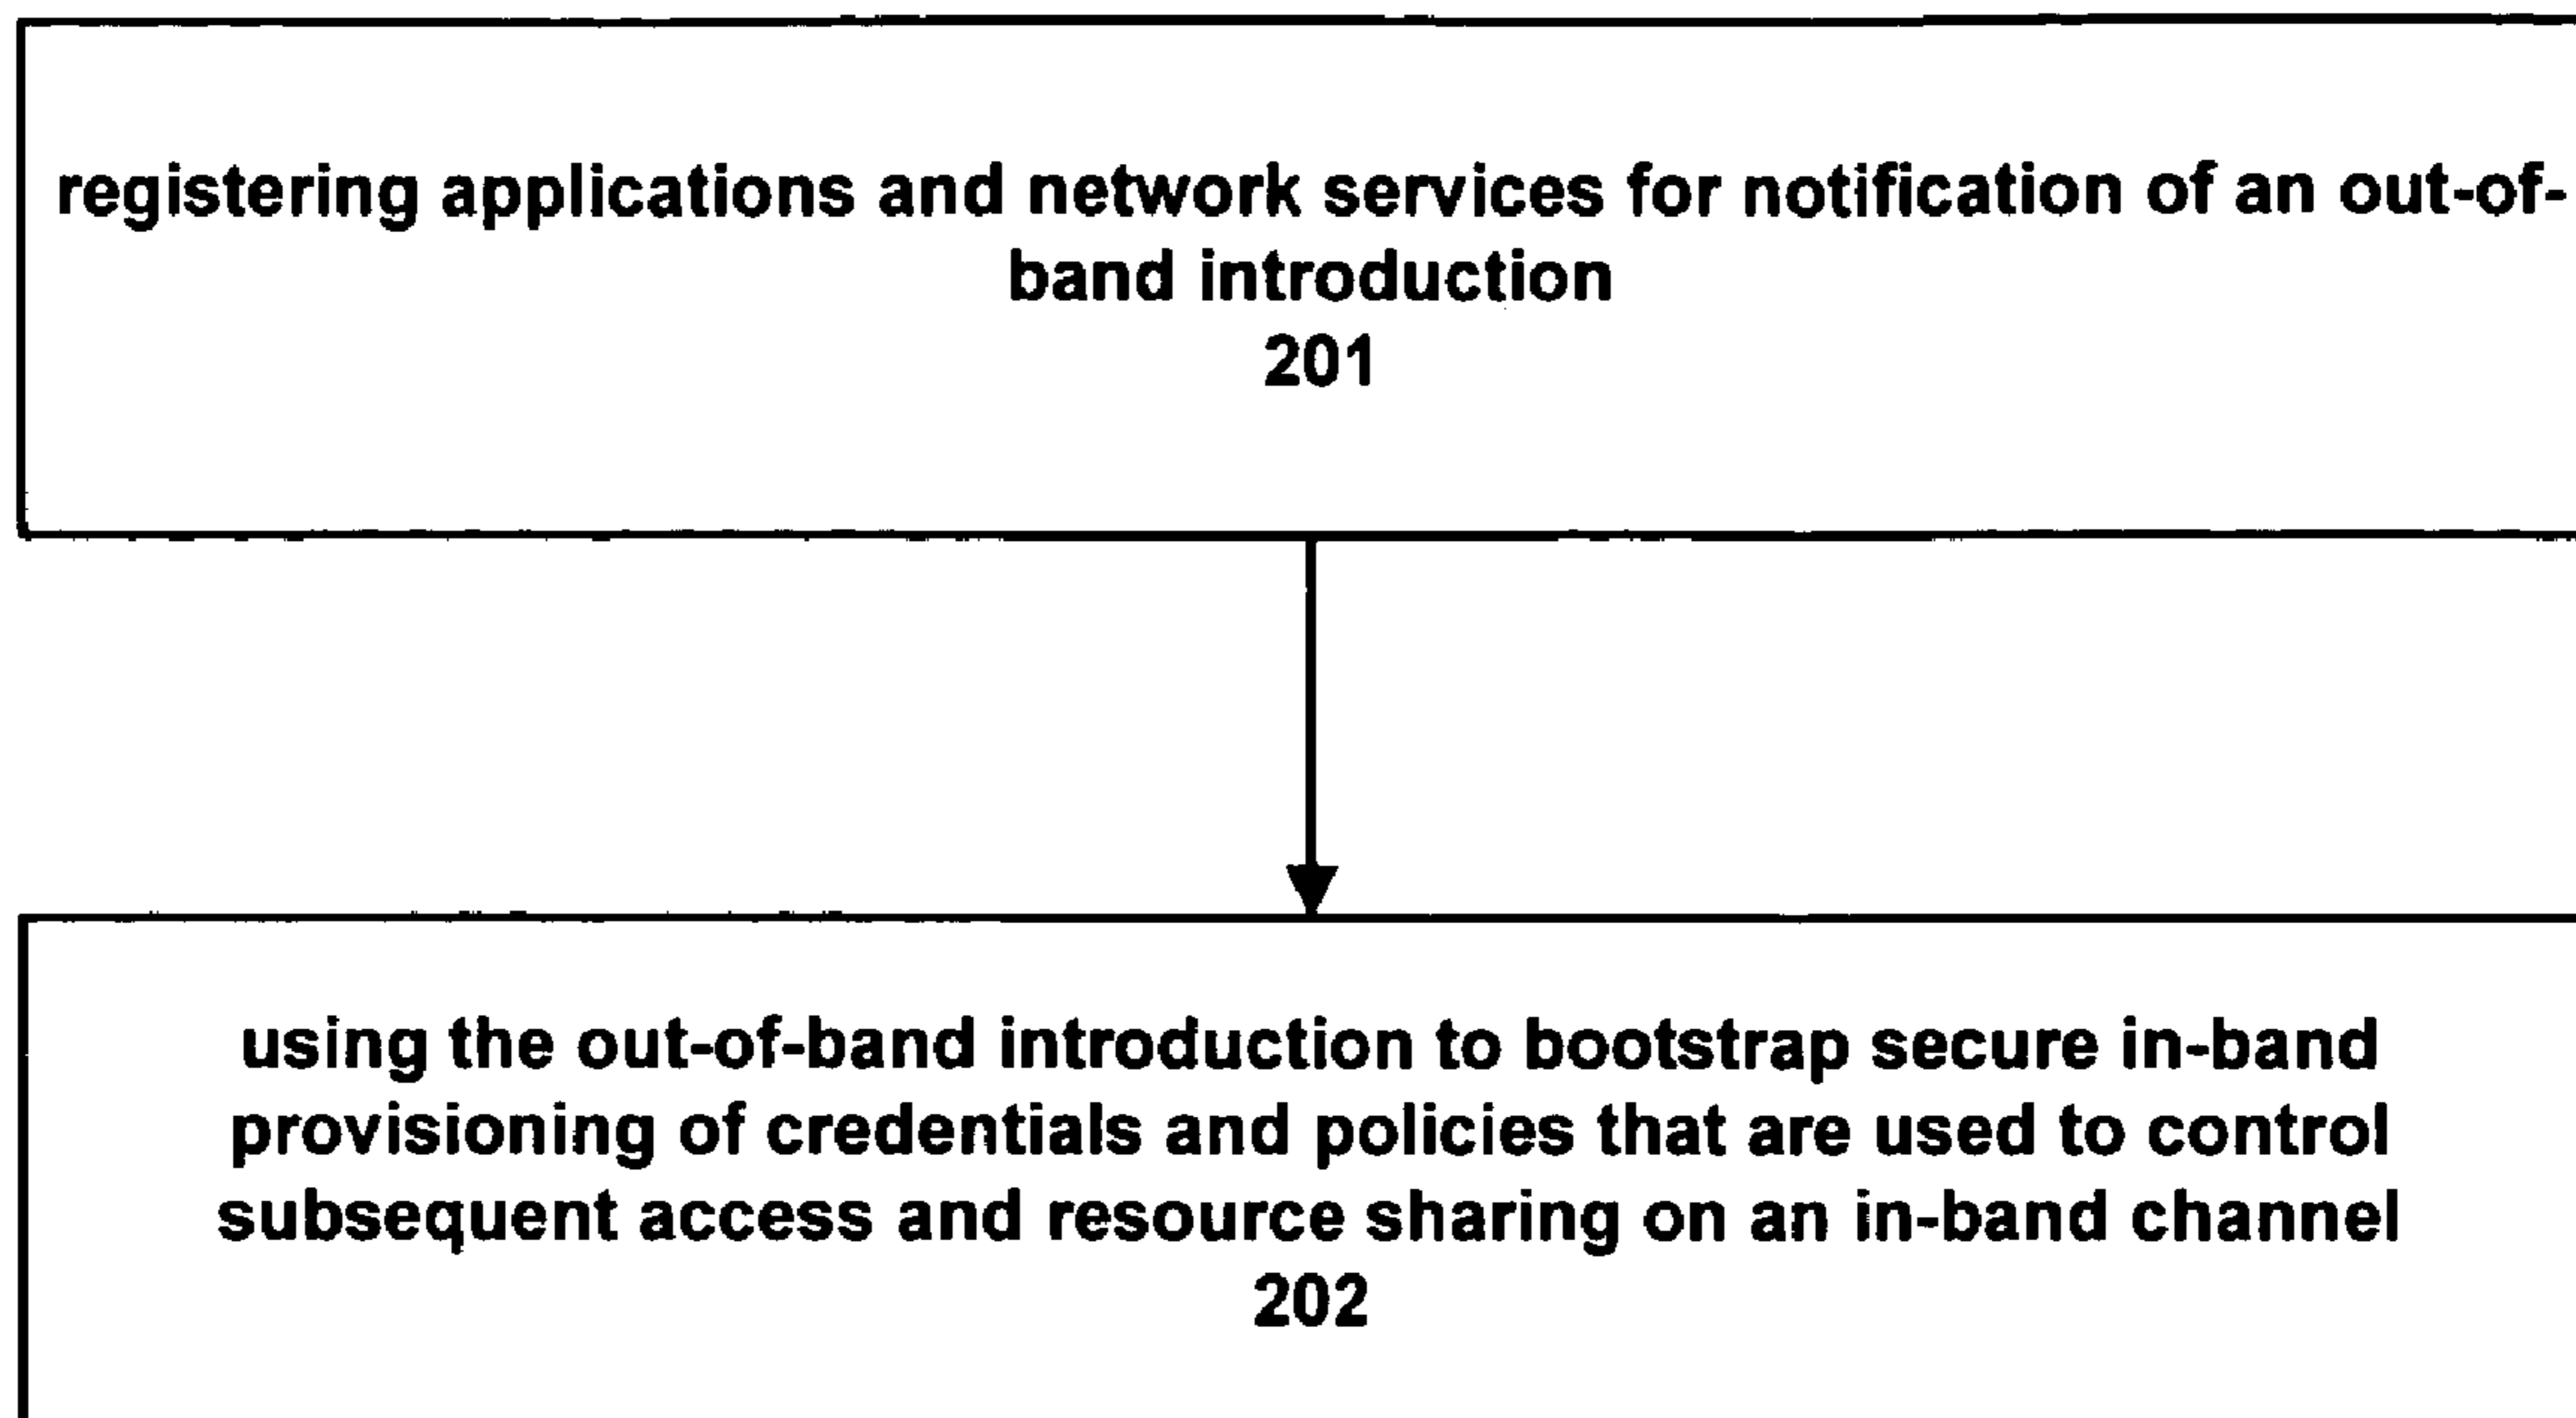 registering applications and network services for notification of an out-of-
band introduction
201
using the out-of-band introduction to bootstrap secure in-band
provisioning of credentials and policies that are used to control
subsequent access and resource sharing on an in-band channel
202